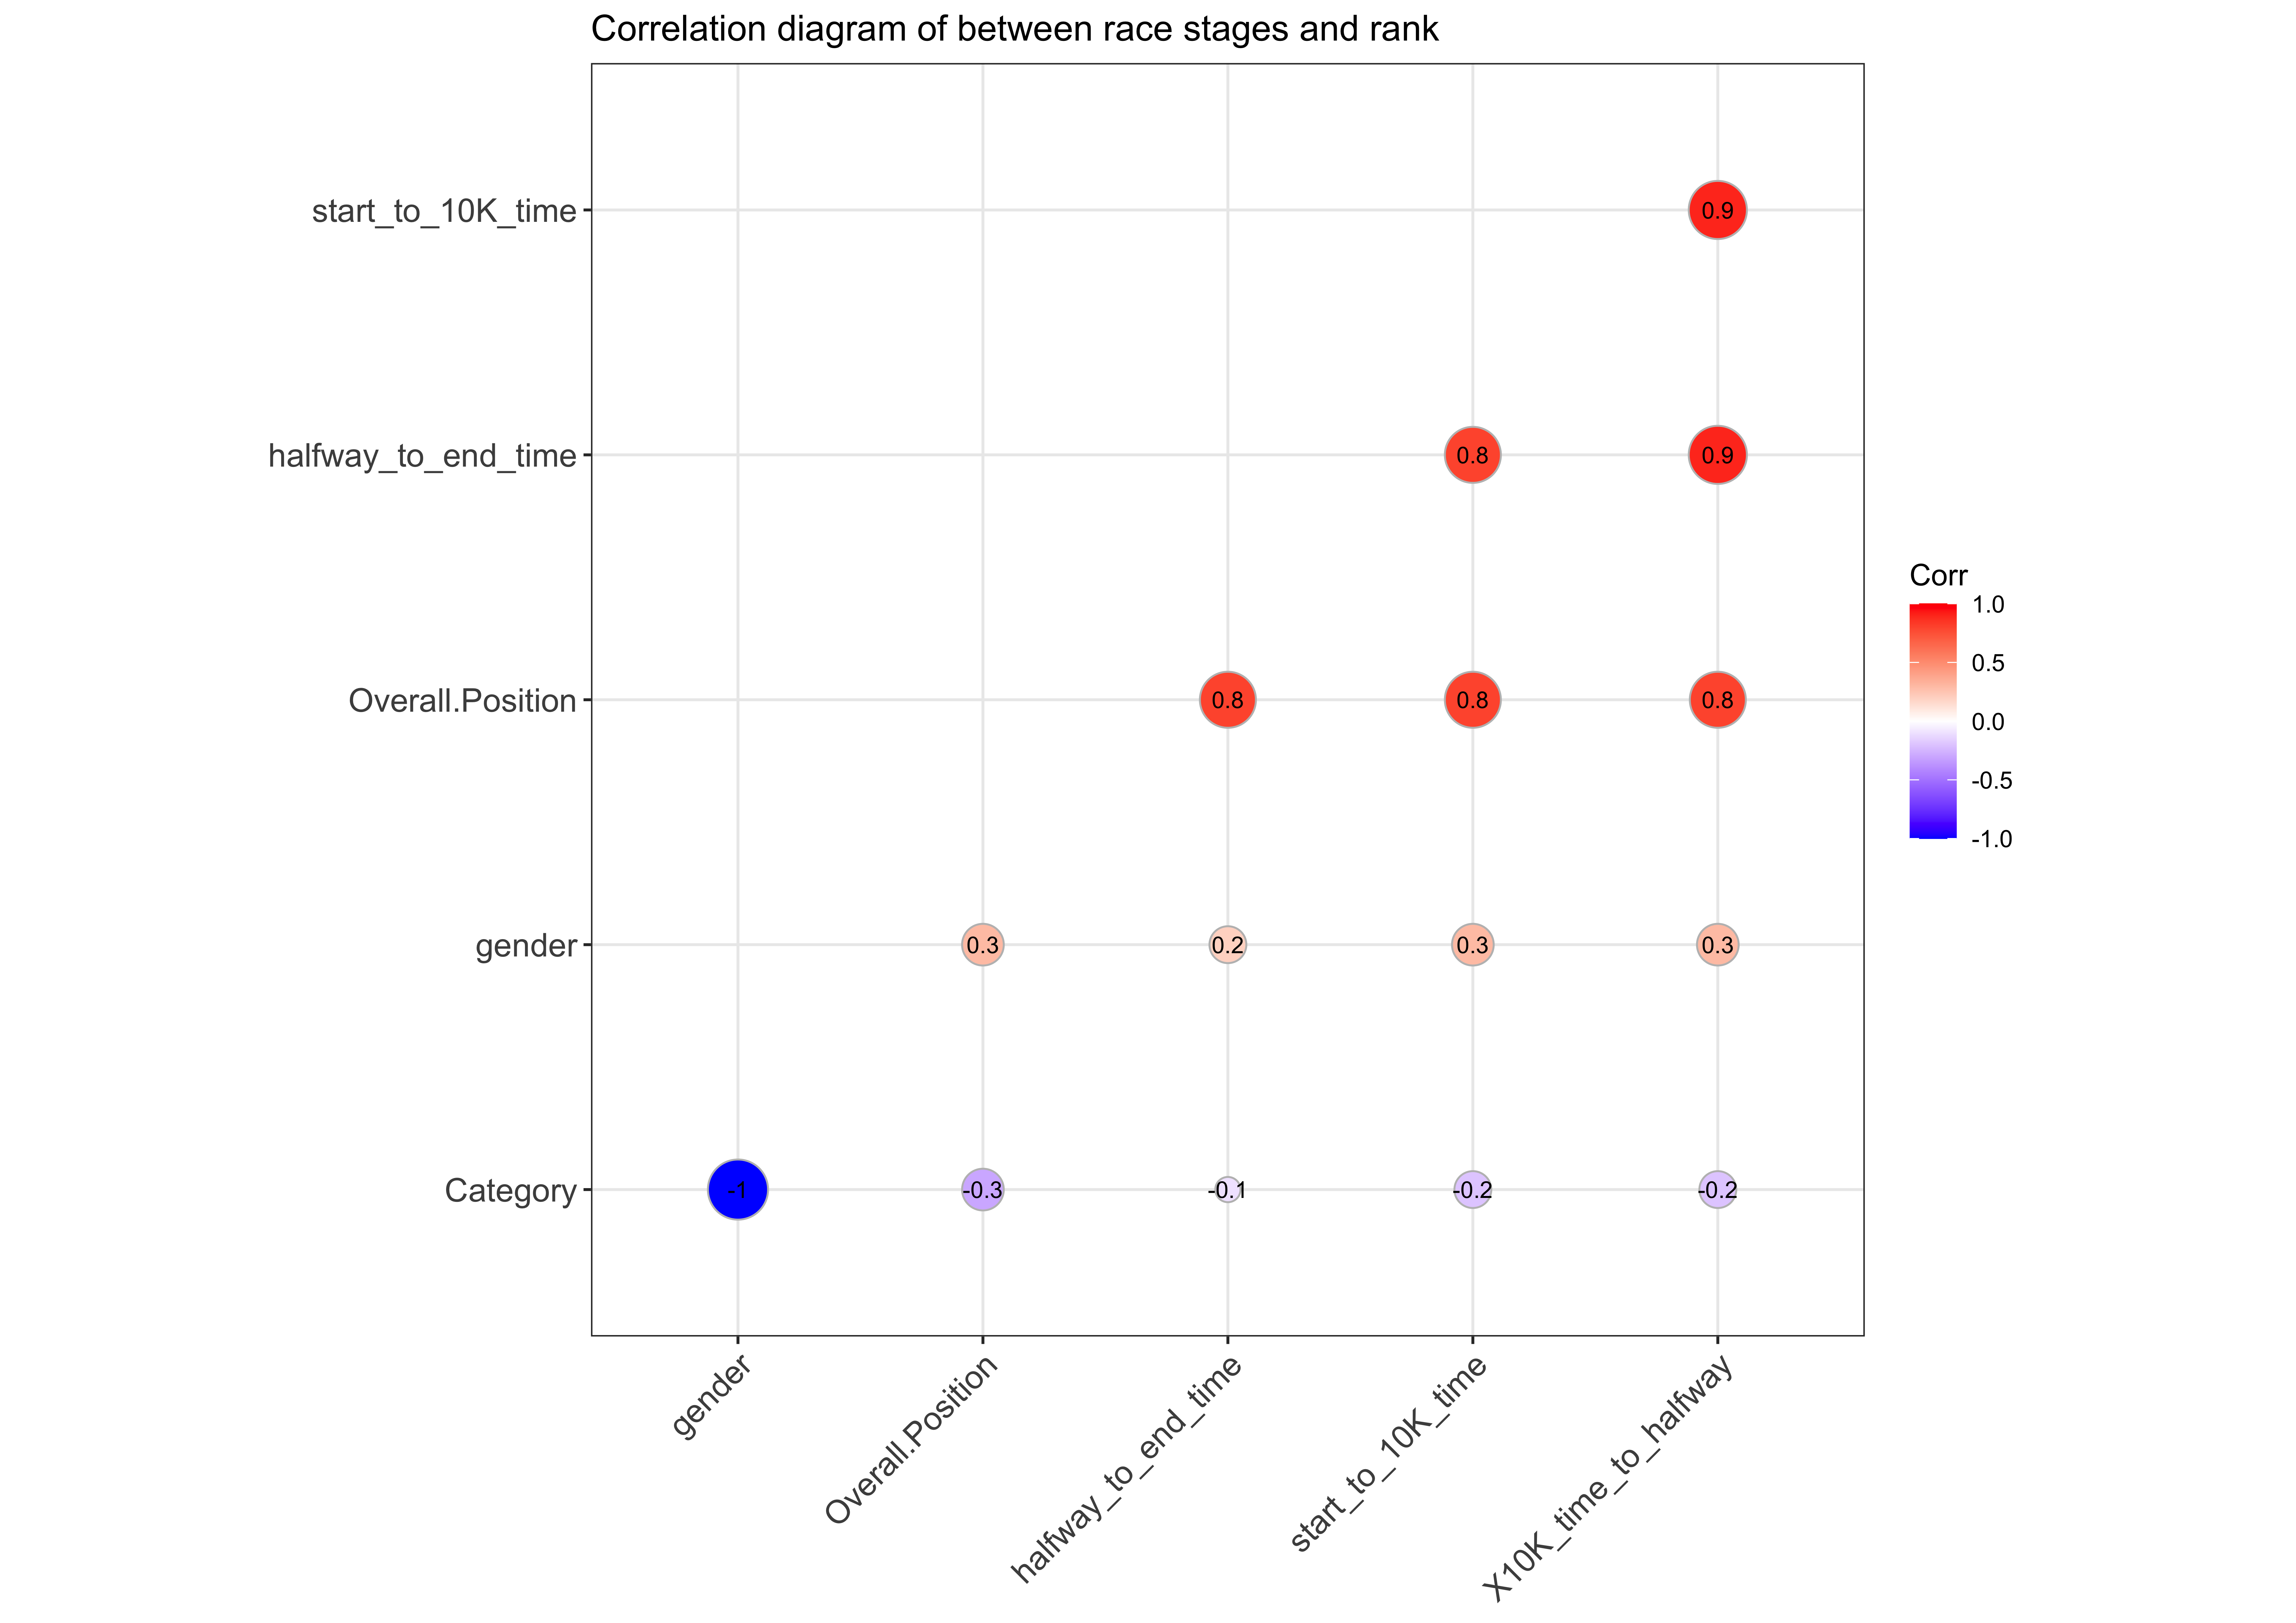 Correlation diagram of between race stages and rank
start_to_10K_time
0.9
halfway_to_end_time
0.8
0.9
Overall.Position
0.8
0.8
0.8
gender
0.3
0.2
0.3
0.3
Category
-1
-0.3
-0.1
-0.2
-0.2
gender
Overall.Position
halfway_to_end_time
start_to_10K_time
X10K_time_to_halfway
Corr
1.0
0.5
0.0
-0.5
-1.0